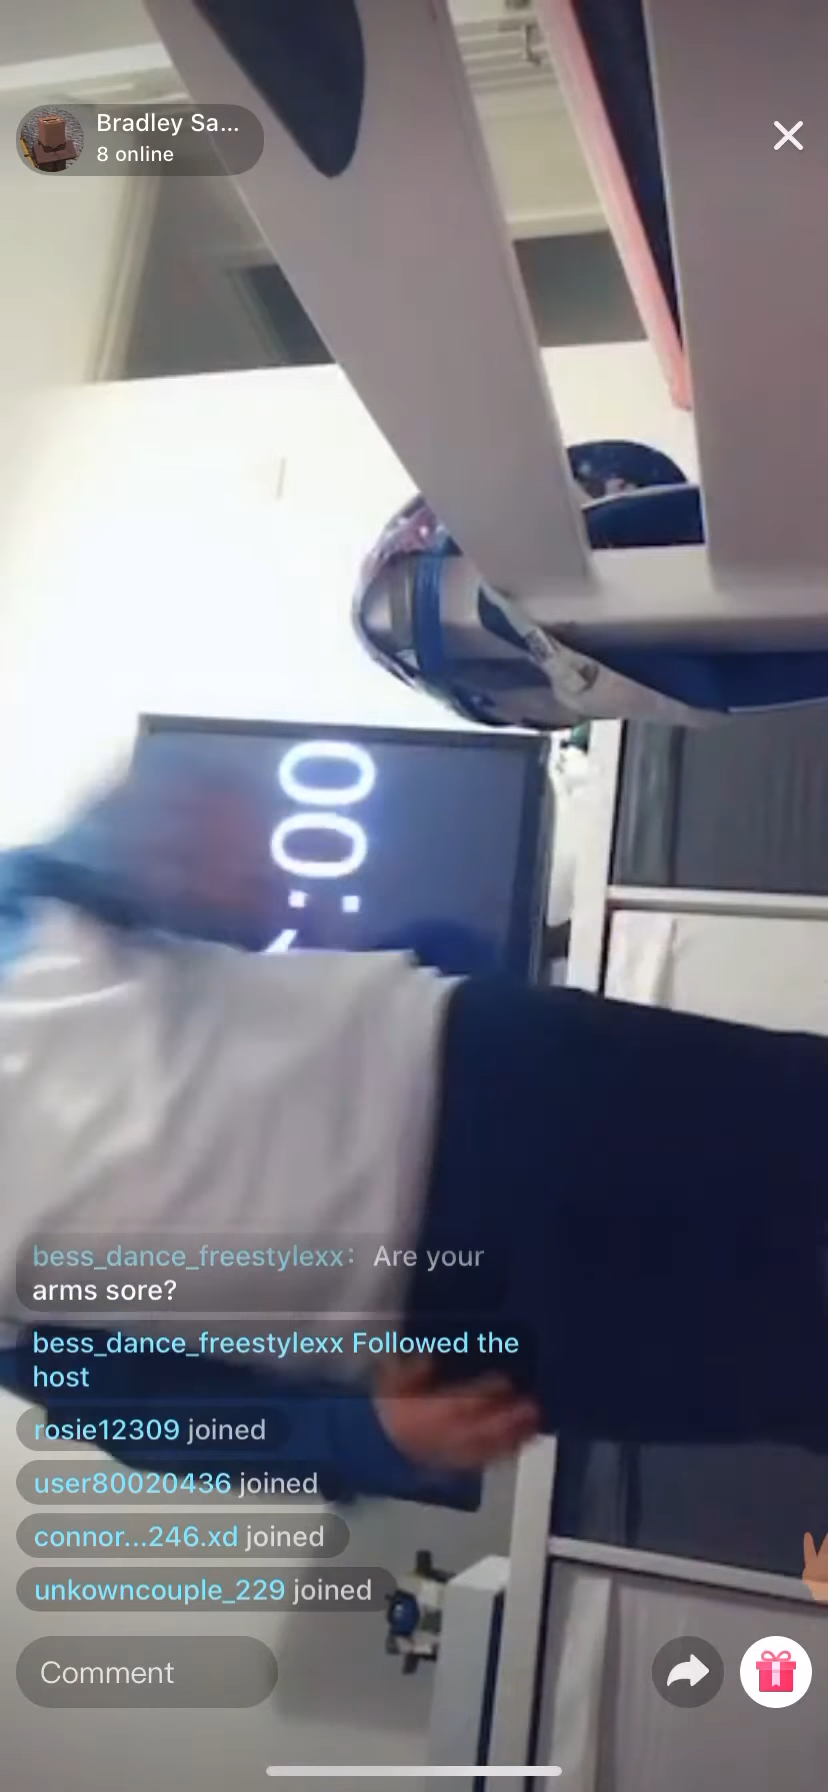 Bradley Sa...
8 online
:00
bess_dance_freestylexx: Are your
arms sore?
bess_dance_freestylexx Followed the
host
rosie12309 joined
user80020436 joined
connor...246.xd joined
unkowncouple_229 joined
Comment